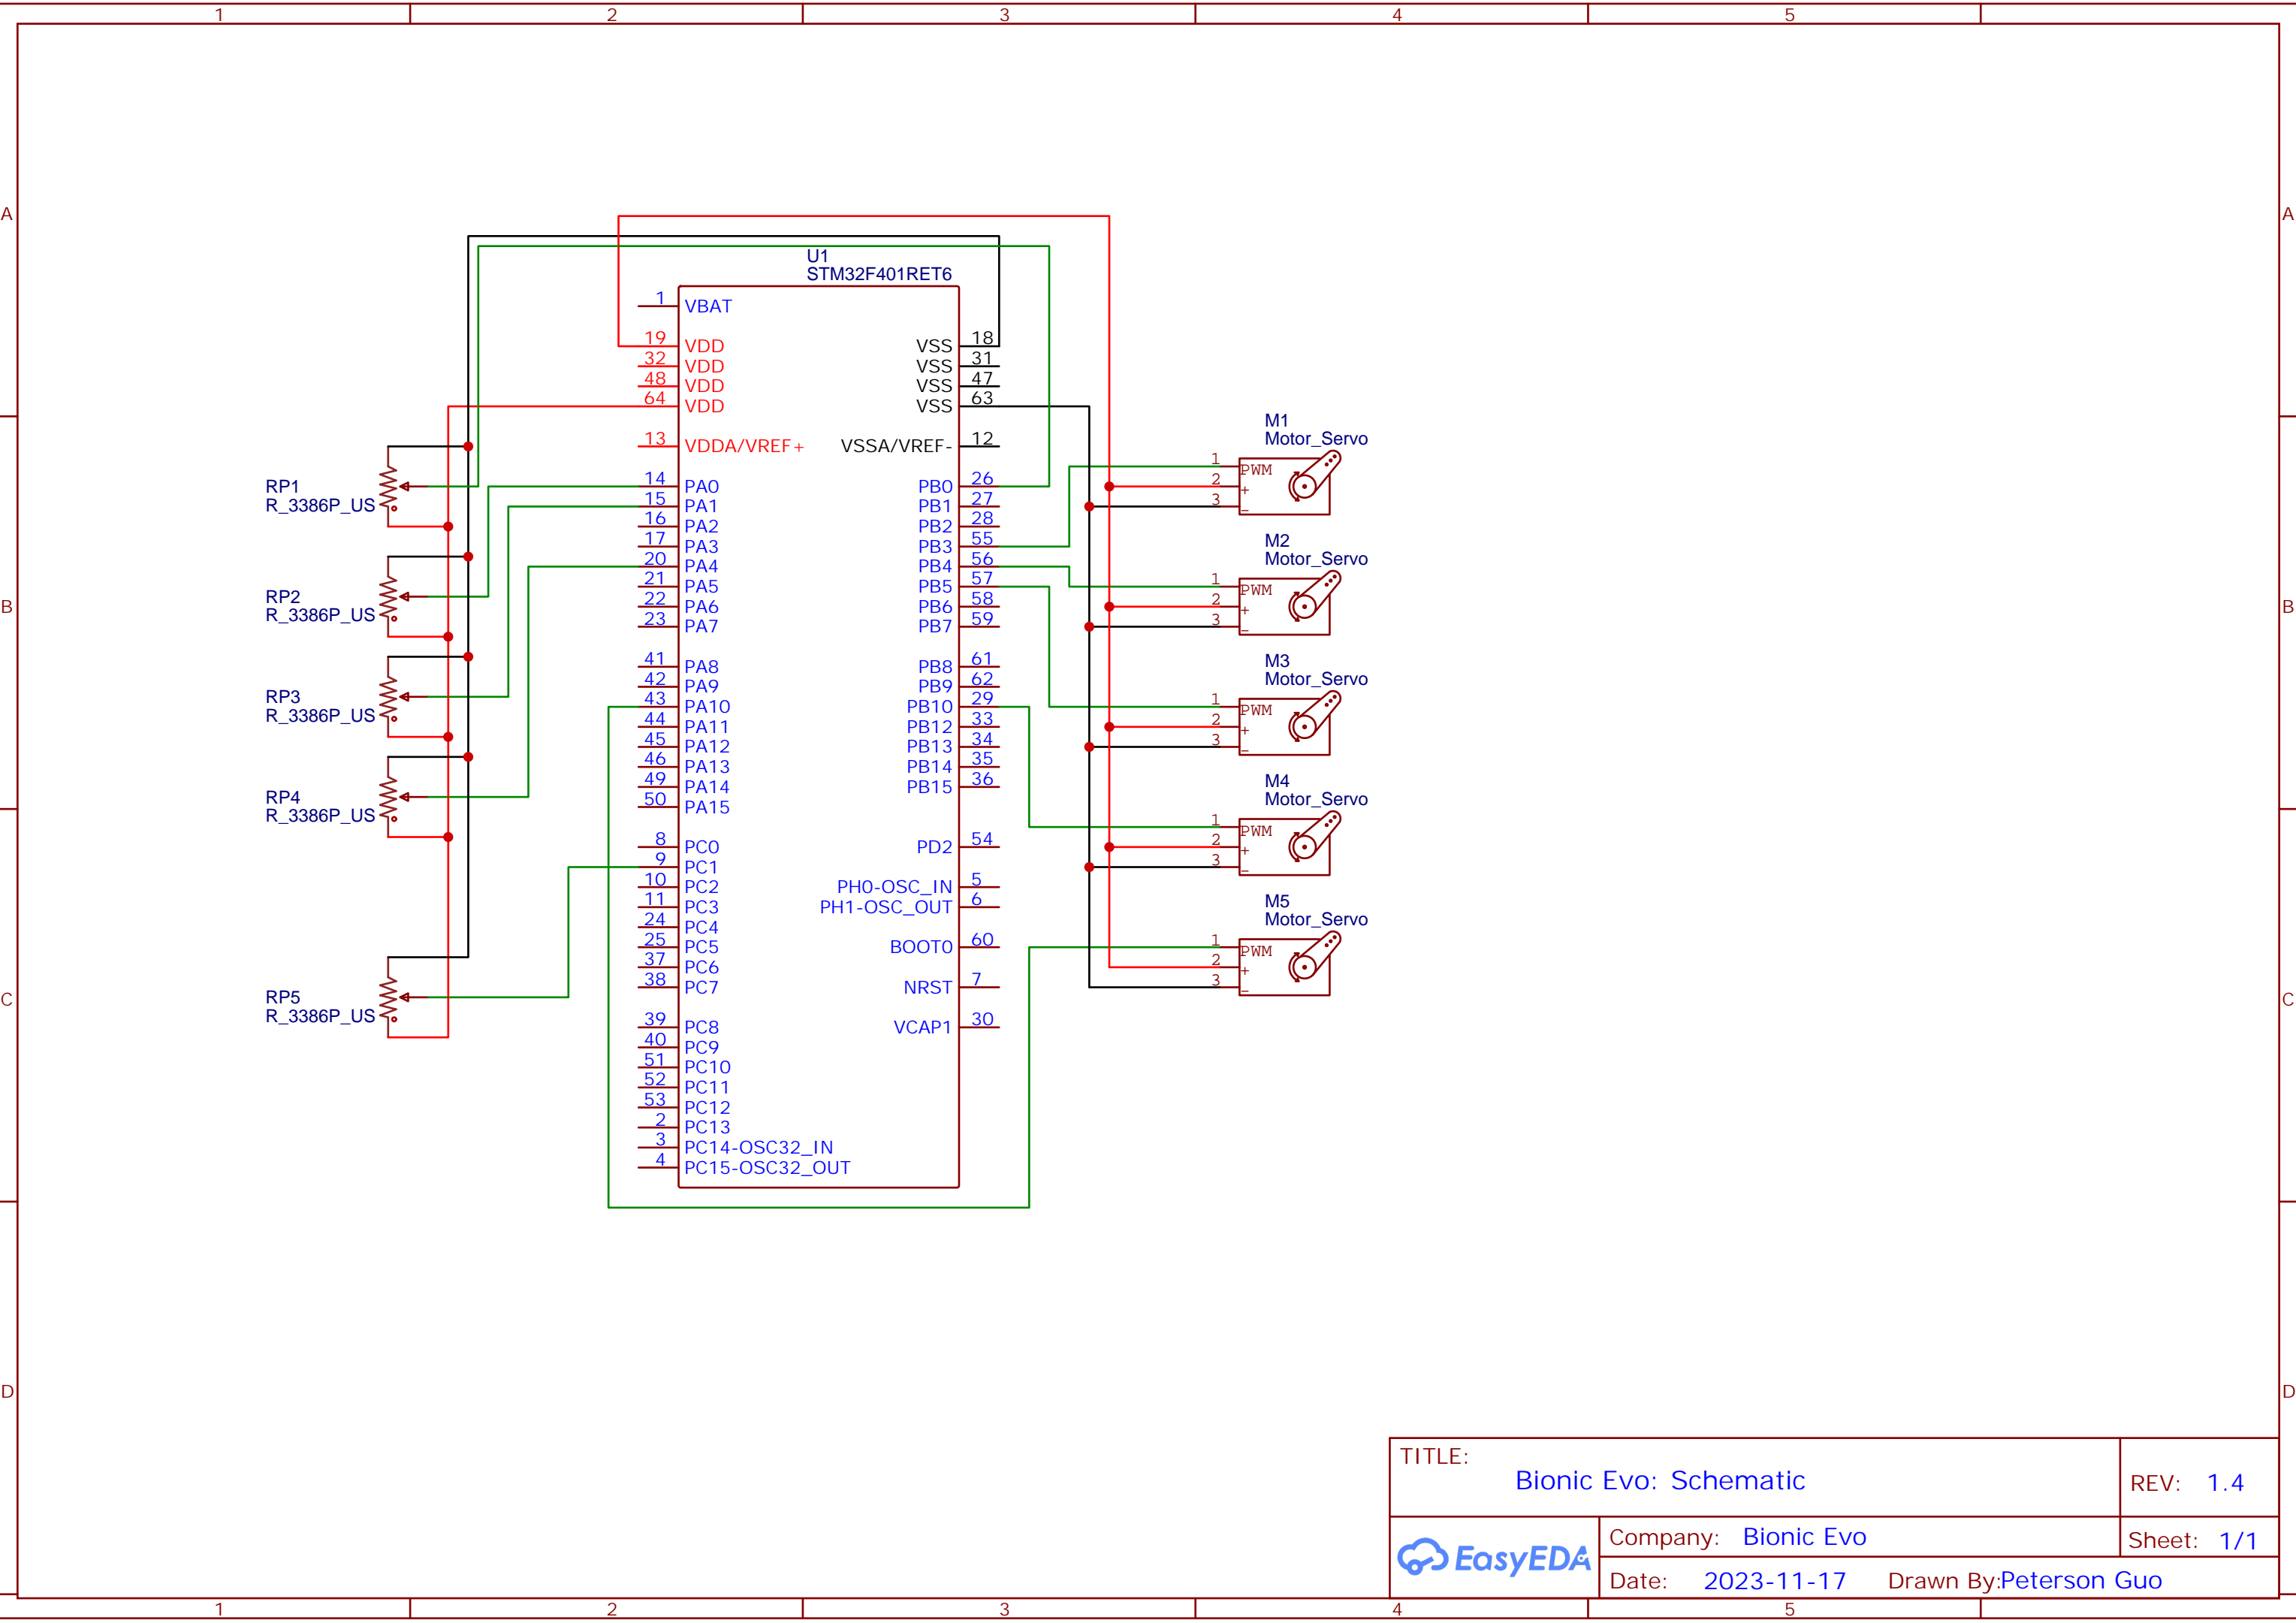 1 2 3 4 5
A A
U1
STM32F401RET6
1 VBAT
19 VDD VSS 18
32 VDD VSS 31
48 VDD VSS 47
64 VDD VSS 63
13 VDDA/VREF+ VSSA/VREF- 12
14 PA0 PB0 26
15 PA1 PB1 27
16 PA2 PB2 28
17 PA3 PB3 55
20 PA4 PB4 56
21 PA5 PB5 57
22 PA6 PB6 58
23 PA7 PB7 59
41 PA8 PB8 61
42 PA9 PB9 62
43 PA10 PB10 29
44 PA11 PB12 33
45 PA12 PB13 34
46 PA13 PB14 35
49 PA14 PB15 36
50 PA15
8 PC0 PD2 54
9 PC1
10 PC2 PH0-OSC_IN 5
11 PC3 PH1-OSC_OUT 6
24 PC4
25 PC5 BOOT0 60
37 PC6
38 PC7 NRST 7
39 PC8 VCAP1 30
40 PC9
51 PC10
52 PC11
53 PC12
2 PC13
3 PC14-OSC32_IN
4 PC15-OSC32_OUT
RP1
R_3386P_US
RP2
R_3386P_US
RP3
R_3386P_US
RP4
R_3386P_US
RP5
R_3386P_US
M1
Motor_Servo
1 PWM
2 +
3 -
M2
Motor_Servo
1 PWM
2 +
3 -
M3
Motor_Servo
1 PWM
2 +
3 -
M4
Motor_Servo
1 PWM
2 +
3 -
M5
Motor_Servo
1 PWM
2 +
3 -
B B
C C
D D
TITLE:
Bionic Evo: Schematic
REV: 1.4
EasyEDA
Company: Bionic Evo
Sheet: 1/1
Date: 2023-11-17 Drawn By:Peterson Guo
1 2 3 4 5